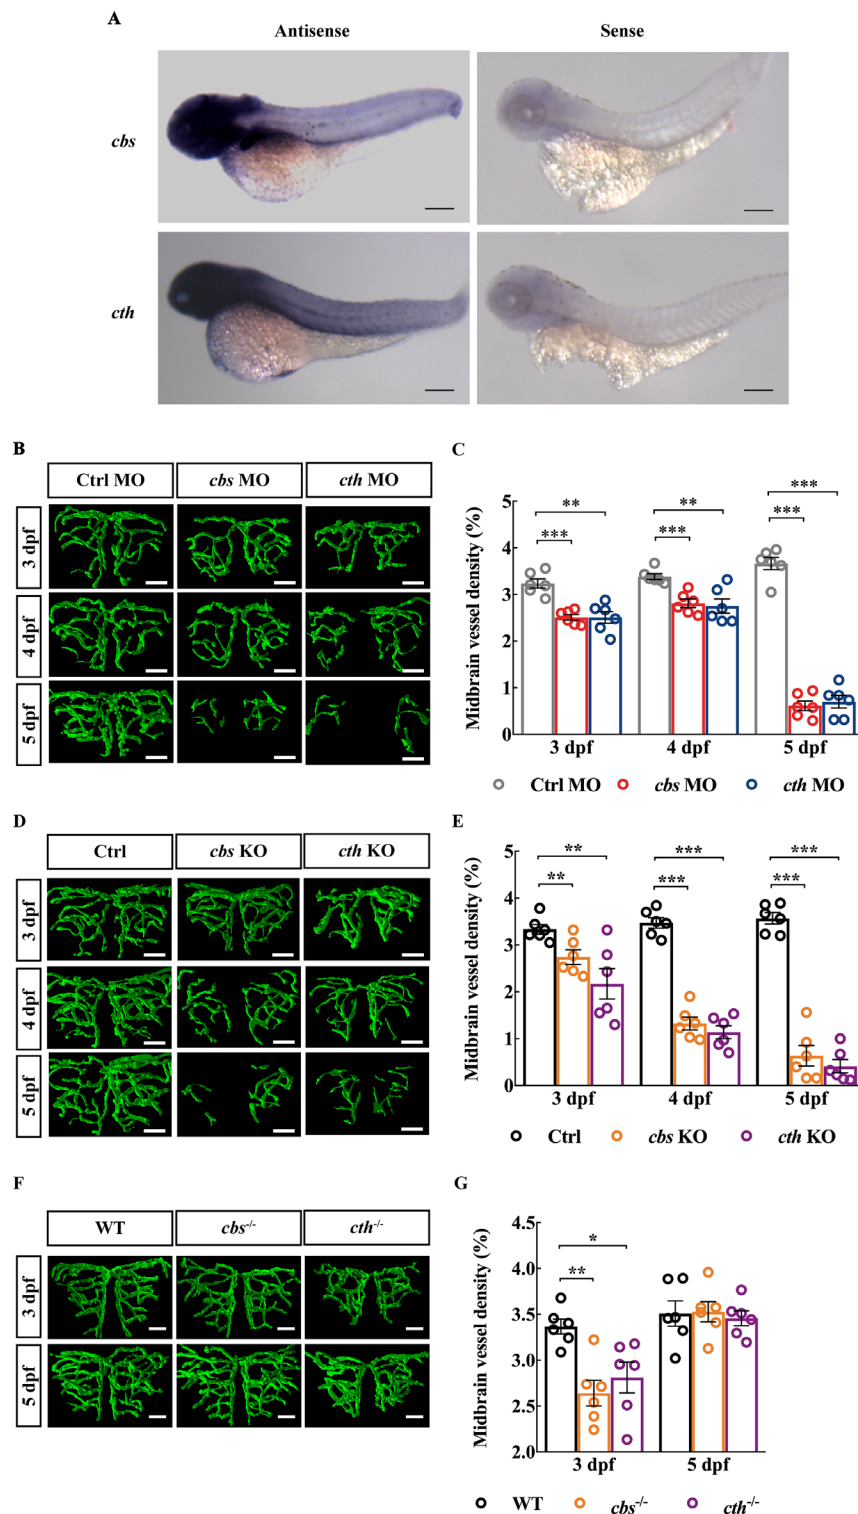 A
Antisense
Sense
cbs
cth
B
Ctrl MO
cbs MO
cth MO
3 dpf
4 dpf
5 dpf
C
Midbrain vessel density (%)
5
4
3
2
1
0
***
**
***
**
***
***
3 dpf
4 dpf
5 dpf
Ctrl MO
cbs MO
cth MO
D
Ctrl
cbs KO
cth KO
3 dpf
4 dpf
5 dpf
E
Midbrain vessel density (%)
5
4
3
2
1
0
**
**
***
***
***
***
3 dpf
4 dpf
5 dpf
Ctrl
cbs KO
cth KO
F
WT
cbs-/-
cth-/-
3 dpf
5 dpf
G
Midbrain vessel density (%)
4.5
4.0
3.5
3.0
2.5
2.0
*
**
3 dpf
5 dpf
WT
cbs-/-
cth-/-